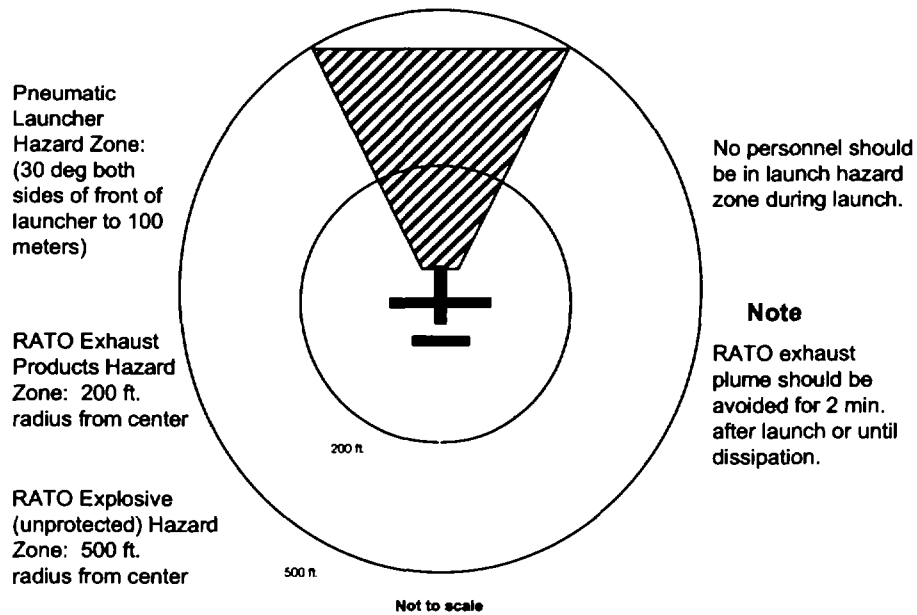 Pneumatic
Launcher
Hazard Zone:
(30 deg both
sides of front of
launcher to 100
meters)
RATO Exhaust
Products Hazard
Zone: 200 ft.
radius from center
RATO Explosive
(unprotected) Hazard
Zone: 500 ft.
radius from center
200 ft.
500 ft.
Not to scale
No personnel should
be in launch hazard
zone during launch.
Note
RATO exhaust
plume should be
avoided for 2 min.
after launch or until
dissipation.